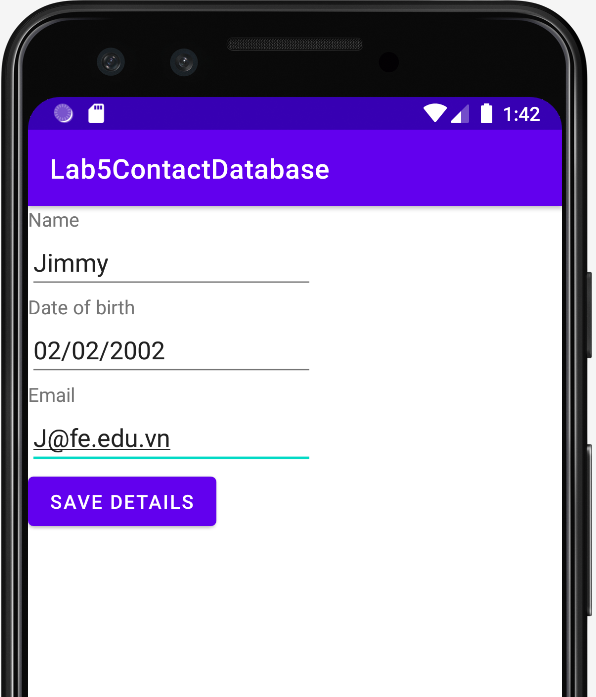 1:42
Lab5ContactDatabase
Name
Jimmy
Date of birth
02/02/2002
Email
J@fe.edu.vn
SAVE DETAILS